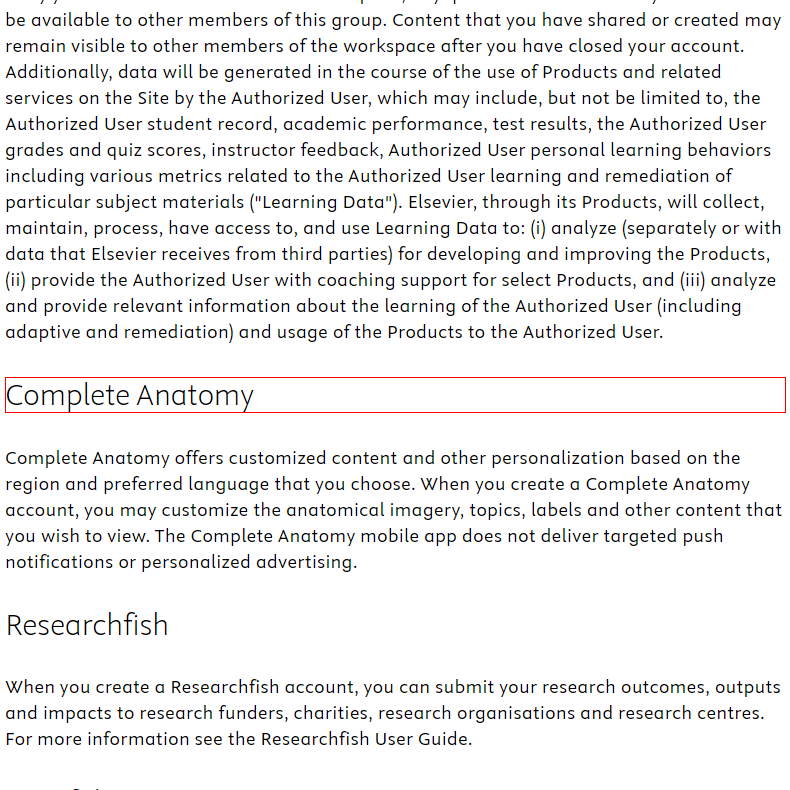 be available to other members of this group. Content that you have shared or created may
remain visible to other members of the workspace after you have closed your account.
Additionally, data will be generated in the course of the use of Products and related
services on the Site by the Authorized User, which may include, but not be limited to, the
Authorized User student record, academic performance, test results, the Authorized User
grades and quiz scores, instructor feedback, Authorized User personal learning behaviors
including various metrics related to the Authorized User learning and remediation of
particular subject materials ("Learning Data"). Elsevier, through its Products, will collect,
maintain, process, have access to, and use Learning Data to: (i) analyze (separately or with
data that Elsevier receives from third parties) for developing and improving the Products,
(ii) provide the Authorized User with coaching support for select Products, and (iii) analyze
and provide relevant information about the learning of the Authorized User (including
adaptive and remediation) and usage of the Products to the Authorized User.
Complete Anatomy
Complete Anatomy offers customized content and other personalization based on the
region and preferred language that you choose. When you create a Complete Anatomy
account, you may customize the anatomical imagery, topics, labels and other content that
you wish to view. The Complete Anatomy mobile app does not deliver targeted push
notifications or personalized advertising.
Researchfish
When you create a Researchfish account, you can submit your research outcomes, outputs
and impacts to research funders, charities, research organisations and research centres.
For more information see the Researchfish User Guide.